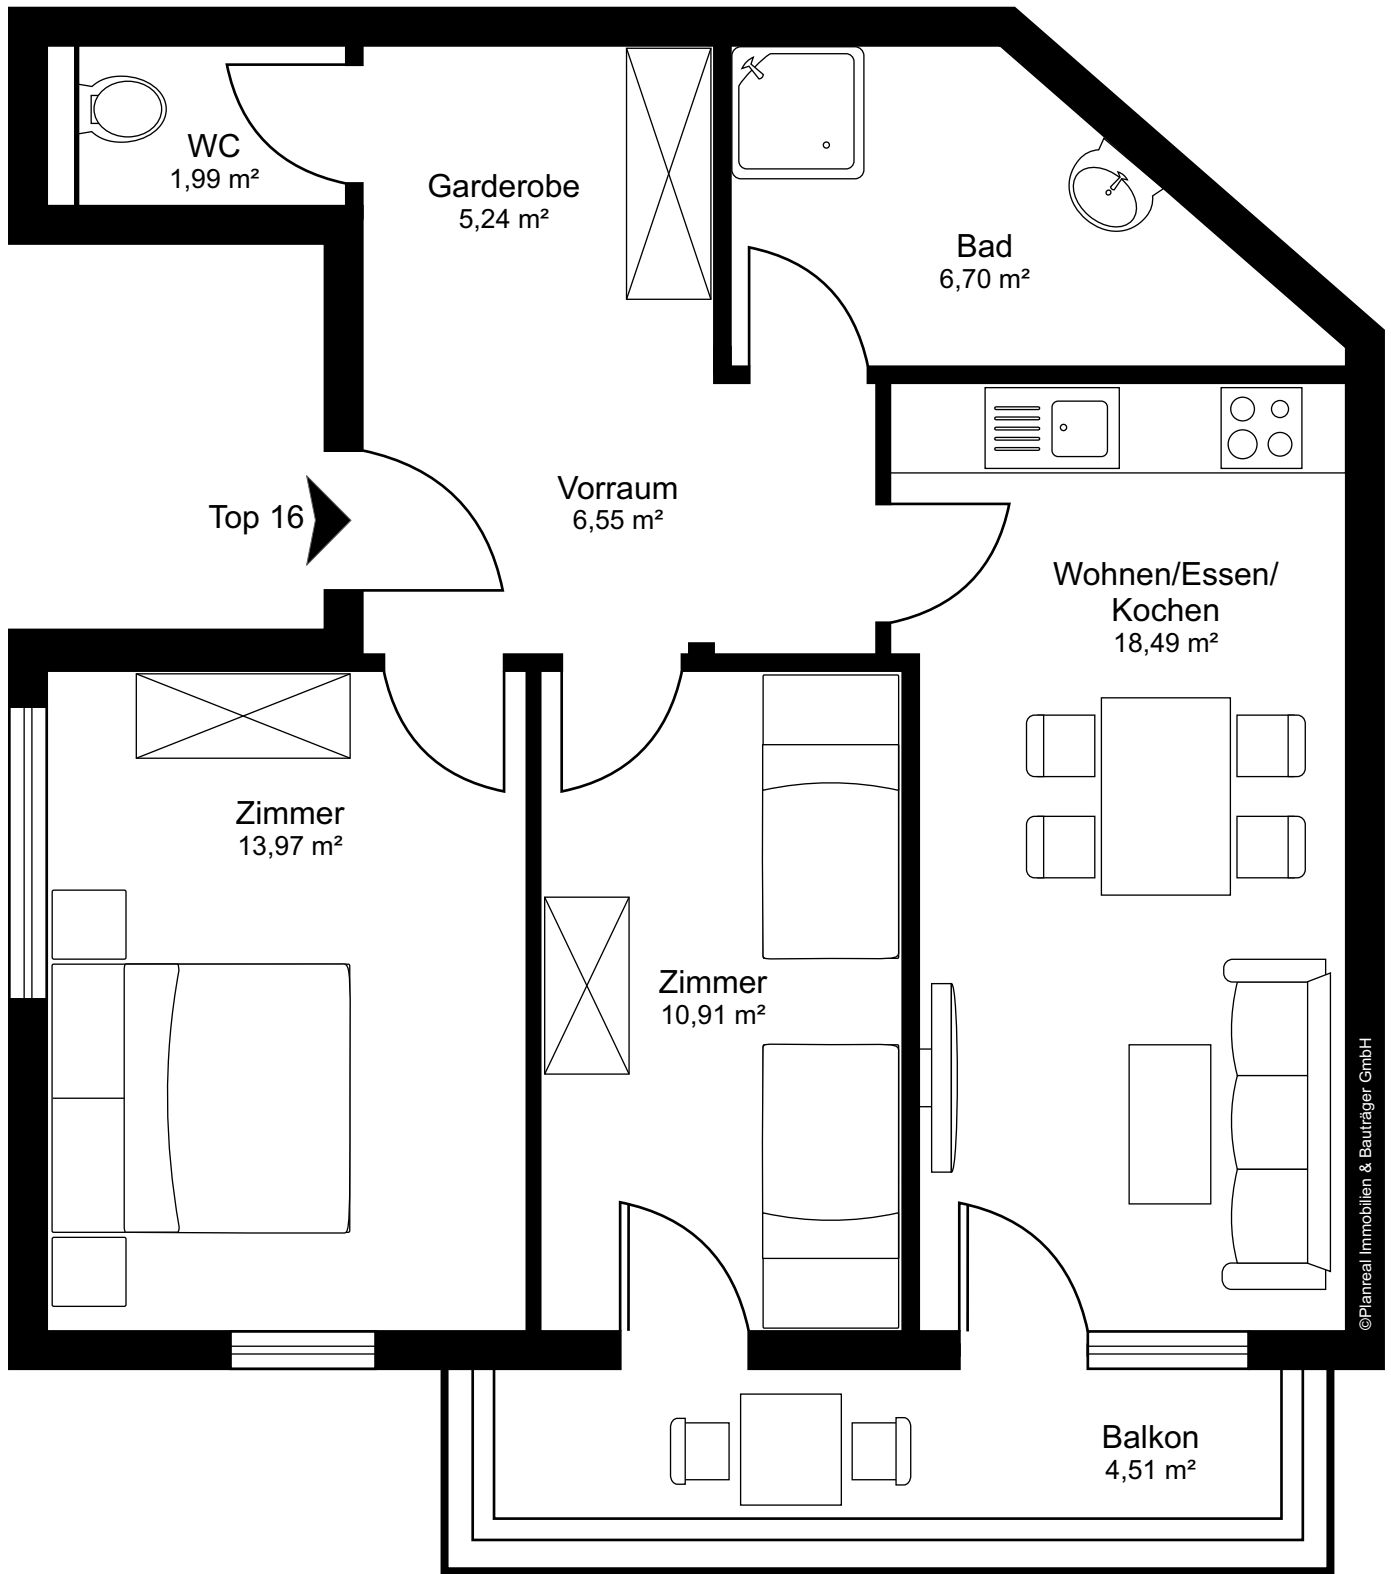 WC
1,99 m²
Garderobe
5,24 m²
Bad
6,70 m²
Top 16
Vorraum
6,55 m²
Wohnen/Essen/
Kochen
18,49 m²
Zimmer
13,97 m²
Zimmer
10,91 m²
Balkon
4,51 m²
©Planreal Immobilien & Bauträger GmbH